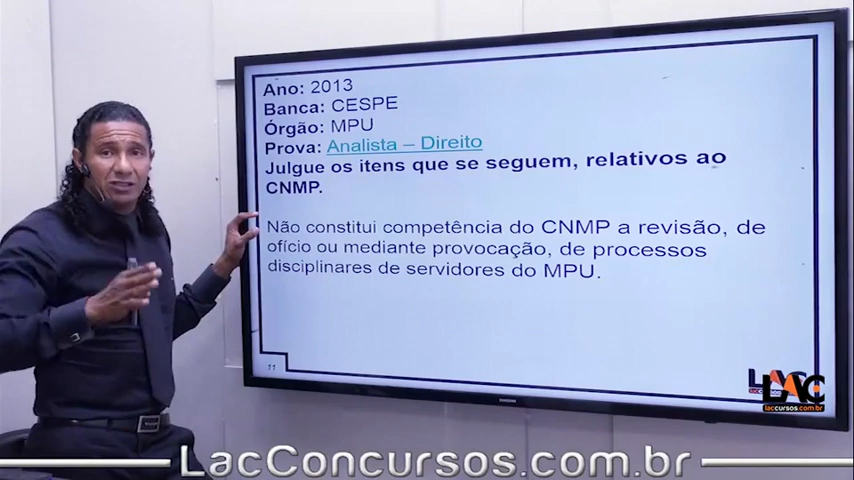 Ano: 2013
Banca: CESPE
Órgão: MPU
Prova: Analista – Direito
Julgue os itens que se seguem, relativos ao
CNMP.
Não constitui competência do CNMP a revisão, de
ofício ou mediante provocação, de processos
disciplinares de servidores do MPU.
11
LAC
laccursos.com.br
LacConcursos.com.br